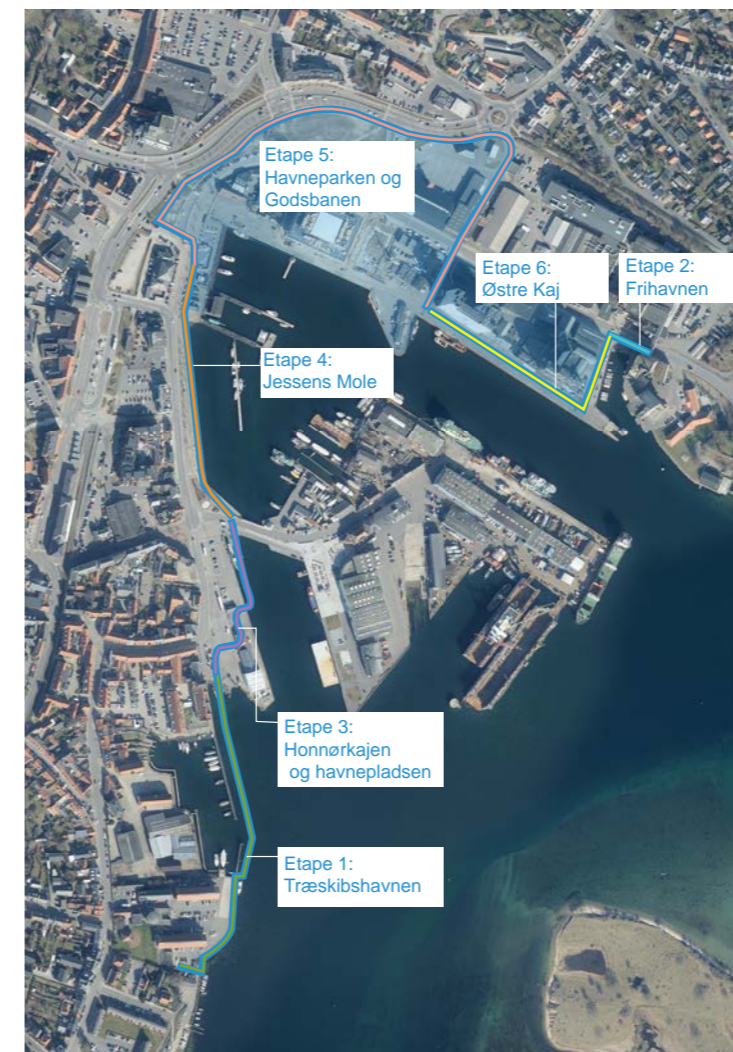 Etape 5:
Havneparken og
Godsbanen
Etape 6:
Østre Kaj
Etape 2:
Frihavnen
Etape 4:
Jessens Mole
Etape 3:
Honnørkajen
og havnepladsen
Etape 1:
Træskibshavnen